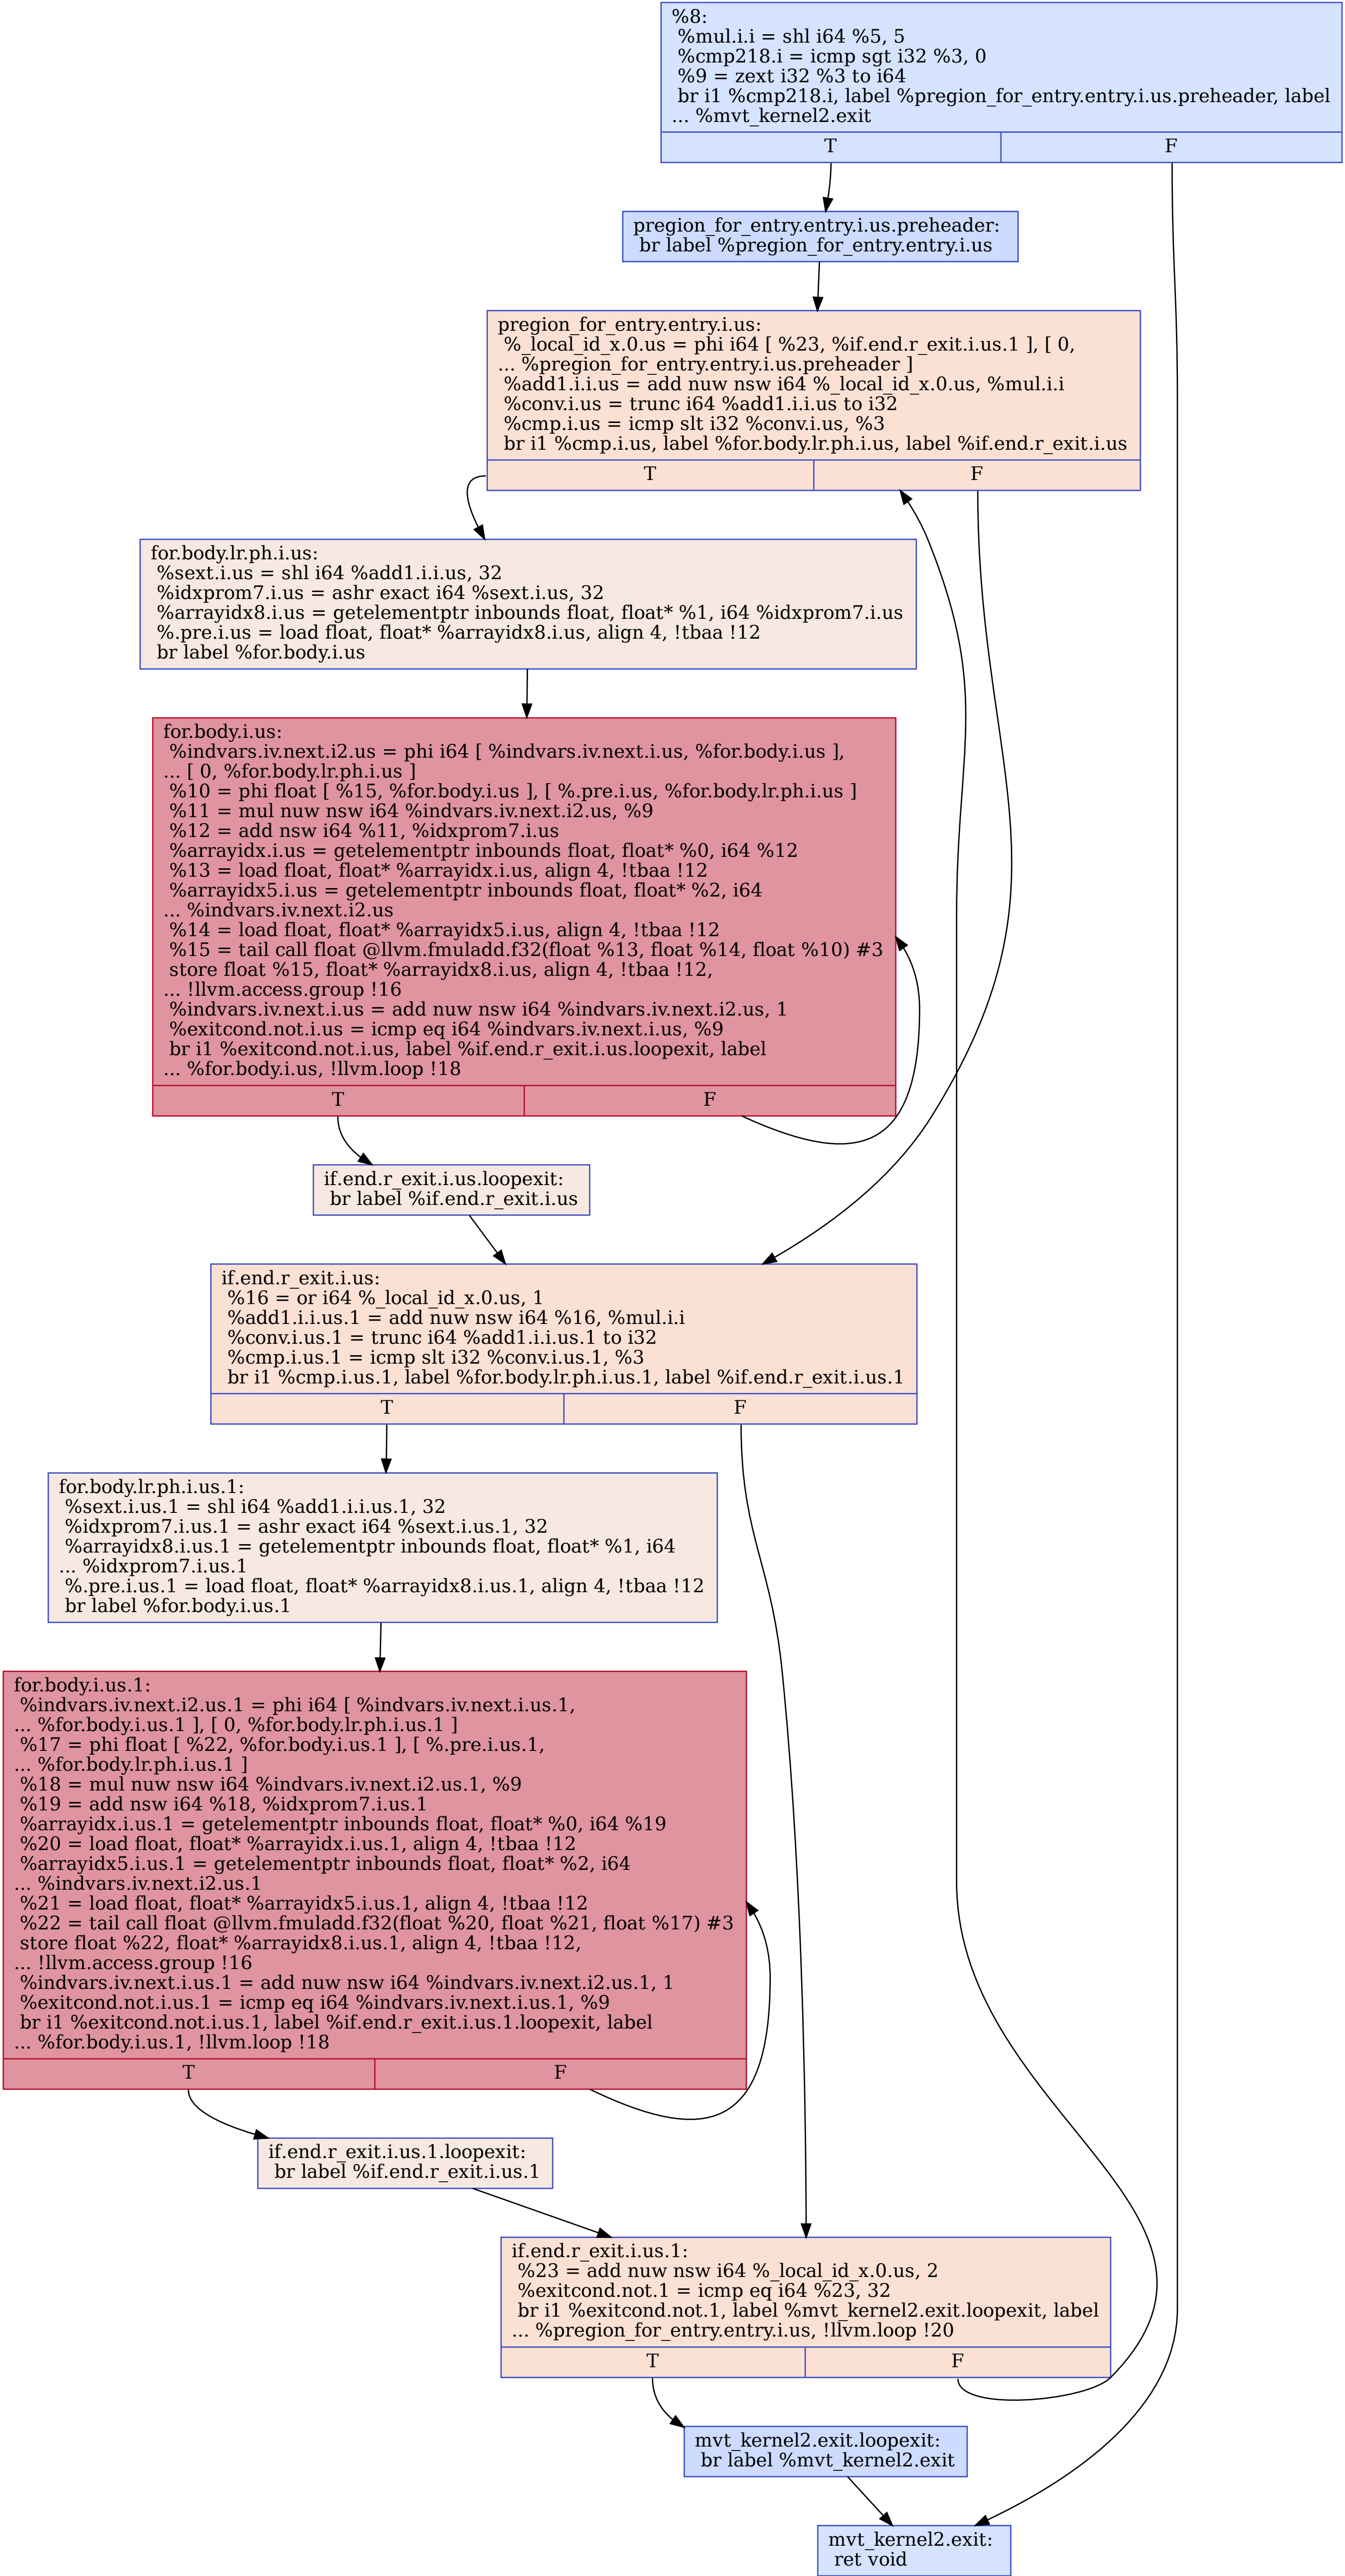 %8:
%mul.i.i = shl i64 %5, 5
%cmp218.i = icmp sgt i32 %3, 0
%9 = zext i32 %3 to i64
br i1 %cmp218.i, label %pregion_for_entry.entry.i.us.preheader, label
... %mvt_kernel2.exit
T F
pregion_for_entry.entry.i.us.preheader:
br label %pregion_for_entry.entry.i.us
pregion_for_entry.entry.i.us:
%_local_id_x.0.us = phi i64 [ %23, %if.end.r_exit.i.us.1 ], [ 0,
... %pregion_for_entry.entry.i.us.preheader ]
%add1.i.i.us = add nuw nsw i64 %_local_id_x.0.us, %mul.i.i
%conv.i.us = trunc i64 %add1.i.i.us to i32
%cmp.i.us = icmp slt i32 %conv.i.us, %3
br i1 %cmp.i.us, label %for.body.lr.ph.i.us, label %if.end.r_exit.i.us
T F
for.body.lr.ph.i.us:
%sext.i.us = shl i64 %add1.i.i.us, 32
%idxprom7.i.us = ashr exact i64 %sext.i.us, 32
%arrayidx8.i.us = getelementptr inbounds float, float* %1, i64 %idxprom7.i.us
%.pre.i.us = load float, float* %arrayidx8.i.us, align 4, !tbaa !12
br label %for.body.i.us
for.body.i.us:
%indvars.iv.next.i2.us = phi i64 [ %indvars.iv.next.i.us, %for.body.i.us ],
... [ 0, %for.body.lr.ph.i.us ]
%10 = phi float [ %15, %for.body.i.us ], [ %.pre.i.us, %for.body.lr.ph.i.us ]
%11 = mul nuw nsw i64 %indvars.iv.next.i2.us, %9
%12 = add nsw i64 %11, %idxprom7.i.us
%arrayidx.i.us = getelementptr inbounds float, float* %0, i64 %12
%13 = load float, float* %arrayidx.i.us, align 4, !tbaa !12
%arrayidx5.i.us = getelementptr inbounds float, float* %2, i64
... %indvars.iv.next.i2.us
%14 = load float, float* %arrayidx5.i.us, align 4, !tbaa !12
%15 = tail call float @llvm.fmuladd.f32(float %13, float %14, float %10) #3
store float %15, float* %arrayidx8.i.us, align 4, !tbaa !12,
... !llvm.access.group !16
%indvars.iv.next.i.us = add nuw nsw i64 %indvars.iv.next.i2.us, 1
%exitcond.not.i.us = icmp eq i64 %indvars.iv.next.i.us, %9
br i1 %exitcond.not.i.us, label %if.end.r_exit.i.us.loopexit, label
... %for.body.i.us, !llvm.loop !18
T F
if.end.r_exit.i.us.loopexit:
br label %if.end.r_exit.i.us
if.end.r_exit.i.us:
%16 = or i64 %_local_id_x.0.us, 1
%add1.i.i.us.1 = add nuw nsw i64 %16, %mul.i.i
%conv.i.us.1 = trunc i64 %add1.i.i.us.1 to i32
%cmp.i.us.1 = icmp slt i32 %conv.i.us.1, %3
br i1 %cmp.i.us.1, label %for.body.lr.ph.i.us.1, label %if.end.r_exit.i.us.1
T F
for.body.lr.ph.i.us.1:
%sext.i.us.1 = shl i64 %add1.i.i.us.1, 32
%idxprom7.i.us.1 = ashr exact i64 %sext.i.us.1, 32
%arrayidx8.i.us.1 = getelementptr inbounds float, float* %1, i64
... %idxprom7.i.us.1
%.pre.i.us.1 = load float, float* %arrayidx8.i.us.1, align 4, !tbaa !12
br label %for.body.i.us.1
for.body.i.us.1:
%indvars.iv.next.i2.us.1 = phi i64 [ %indvars.iv.next.i.us.1,
... %for.body.i.us.1 ], [ 0, %for.body.lr.ph.i.us.1 ]
%17 = phi float [ %22, %for.body.i.us.1 ], [ %.pre.i.us.1,
... %for.body.lr.ph.i.us.1 ]
%18 = mul nuw nsw i64 %indvars.iv.next.i2.us.1, %9
%19 = add nsw i64 %18, %idxprom7.i.us.1
%arrayidx.i.us.1 = getelementptr inbounds float, float* %0, i64 %19
%20 = load float, float* %arrayidx.i.us.1, align 4, !tbaa !12
%arrayidx5.i.us.1 = getelementptr inbounds float, float* %2, i64
... %indvars.iv.next.i2.us.1
%21 = load float, float* %arrayidx5.i.us.1, align 4, !tbaa !12
%22 = tail call float @llvm.fmuladd.f32(float %20, float %21, float %17) #3
store float %22, float* %arrayidx8.i.us.1, align 4, !tbaa !12,
... !llvm.access.group !16
%indvars.iv.next.i.us.1 = add nuw nsw i64 %indvars.iv.next.i2.us.1, 1
%exitcond.not.i.us.1 = icmp eq i64 %indvars.iv.next.i.us.1, %9
br i1 %exitcond.not.i.us.1, label %if.end.r_exit.i.us.1.loopexit, label
... %for.body.i.us.1, !llvm.loop !18
T F
if.end.r_exit.i.us.1.loopexit:
br label %if.end.r_exit.i.us.1
if.end.r_exit.i.us.1:
%23 = add nuw nsw i64 %_local_id_x.0.us, 2
%exitcond.not.1 = icmp eq i64 %23, 32
br i1 %exitcond.not.1, label %mvt_kernel2.exit.loopexit, label
... %pregion_for_entry.entry.i.us, !llvm.loop !20
T F
mvt_kernel2.exit.loopexit:
br label %mvt_kernel2.exit
mvt_kernel2.exit:
ret void